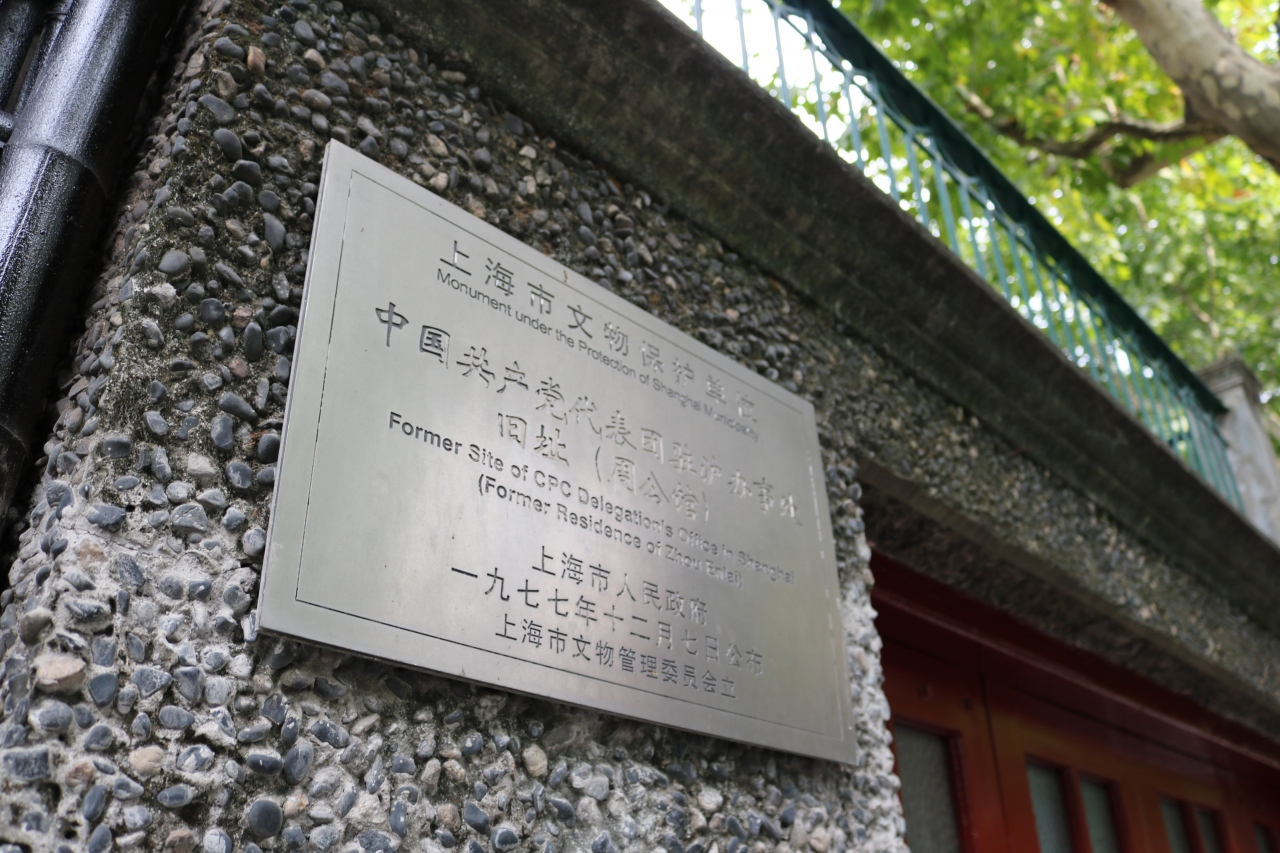 上海市文物保护单位
Monument under the Protection of Shanghai Municipality
中国共产党代表团驻沪办事处
旧址（周公馆）
Former Site of CPC Delegation's Office in Shanghai
(Former Residence of Zhou Enlai)
上海市人民政府
一九七七年十二月七日公布
上海市文物管理委员会立